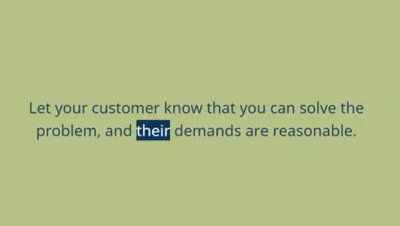 Let your customer know that you can solve the
problem, and their demands are reasonable.